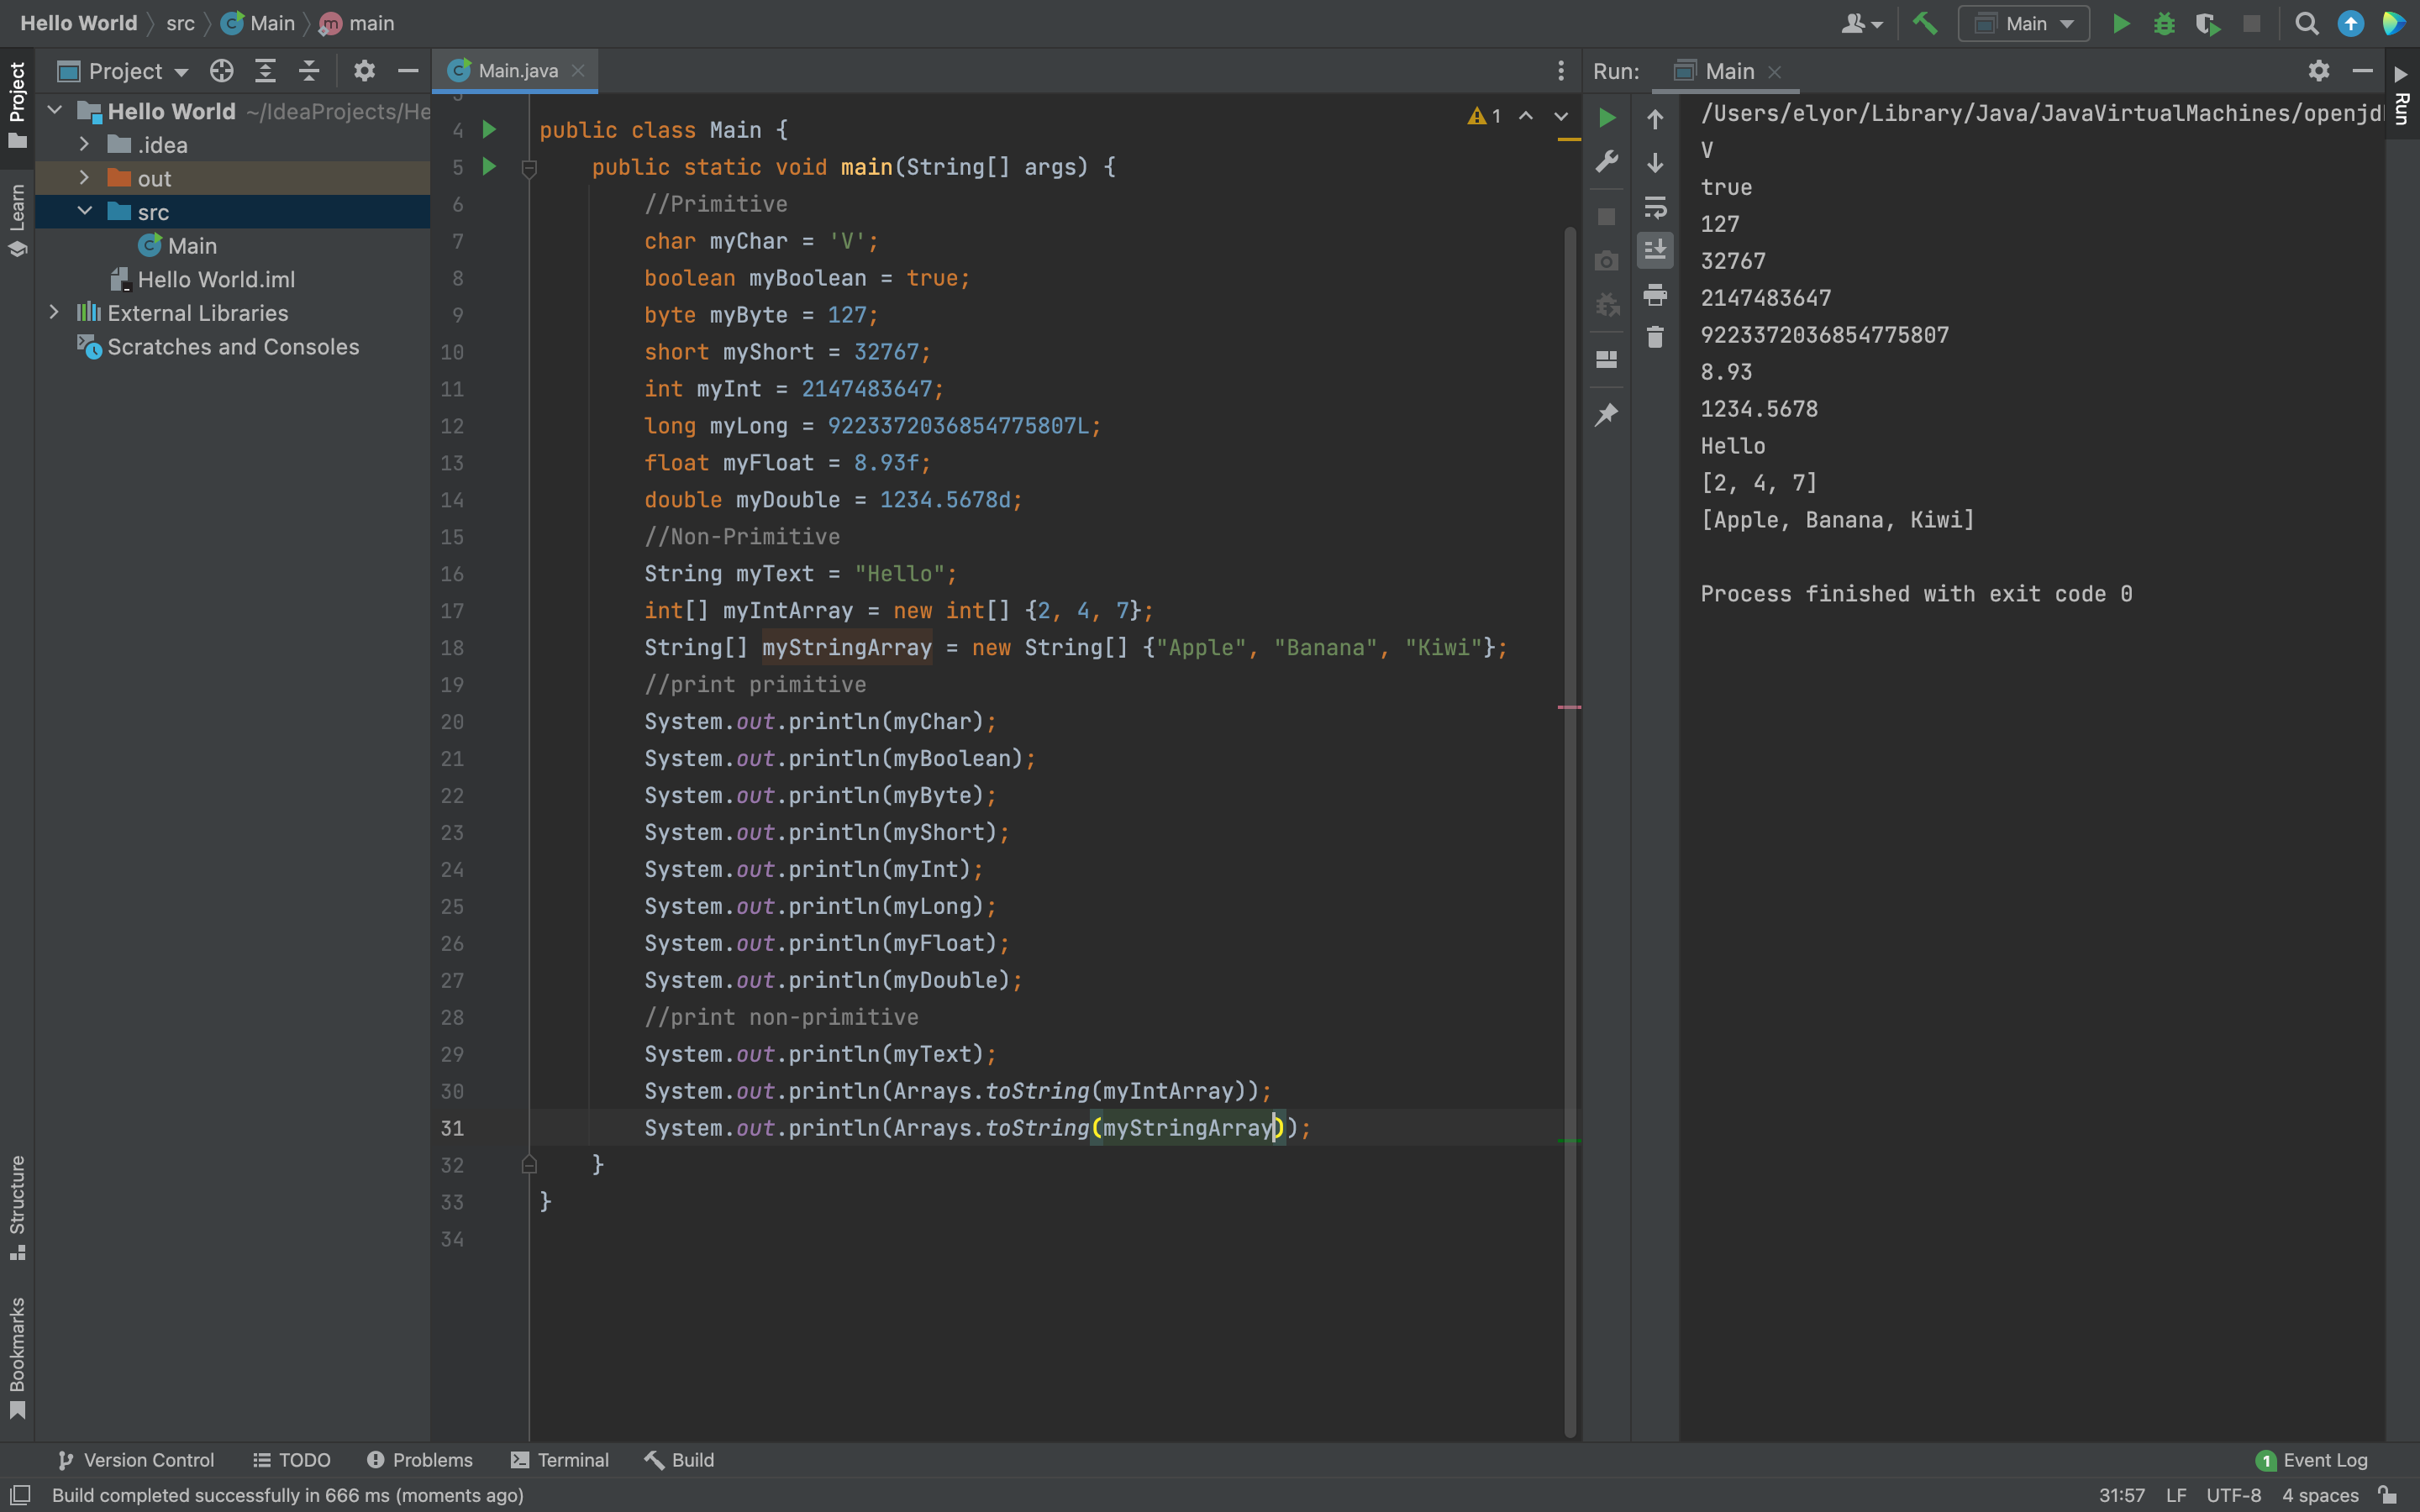 Hello World src Main main
Main
Project
Main.java
Run: Main
Project
Learn
Structure
Bookmarks
Hello World ~/IdeaProjects/He
.idea
out
src
Main
Hello World.iml
External Libraries
Scratches and Consoles
1
4 public class Main {
5 public static void main(String[] args) {
6 //Primitive
7 char myChar = 'V';
8 boolean myBoolean = true;
9 byte myByte = 127;
10 short myShort = 32767;
11 int myInt = 2147483647;
12 long myLong = 9223372036854775807L;
13 float myFloat = 8.93f;
14 double myDouble = 1234.5678d;
15 //Non-Primitive
16 String myText = "Hello";
17 int[] myIntArray = new int[] {2, 4, 7};
18 String[] myStringArray = new String[] {"Apple", "Banana", "Kiwi"};
19 //print primitive
20 System.out.println(myChar);
21 System.out.println(myBoolean);
22 System.out.println(myByte);
23 System.out.println(myShort);
24 System.out.println(myInt);
25 System.out.println(myLong);
26 System.out.println(myFloat);
27 System.out.println(myDouble);
28 //print non-primitive
29 System.out.println(myText);
30 System.out.println(Arrays.toString(myIntArray));
31 System.out.println(Arrays.toString(myStringArray));
32 }
33 }
34
/Users/elyor/Library/Java/JavaVirtualMachines/openjd
V
true
127
32767
2147483647
9223372036854775807
8.93
1234.5678
Hello
[2, 4, 7]
[Apple, Banana, Kiwi]
Process finished with exit code 0
Run
Version Control TODO Problems Terminal Build
1 Event Log
Build completed successfully in 666 ms (moments ago)
31:57 LF UTF-8 4 spaces